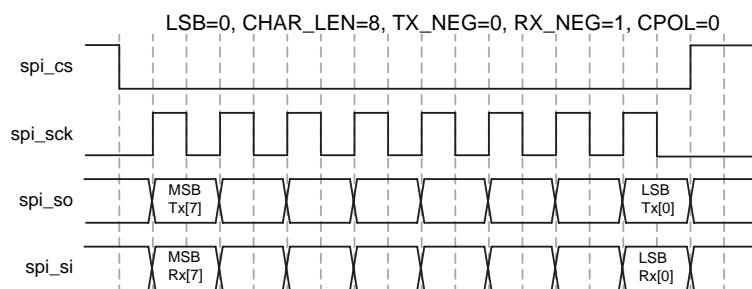 LSB=0, CHAR_LEN=8, TX_NEG=0, RX_NEG=1, CPOL=0
spi_cs
spi_sck
spi_so
MSB
Tx[7]
LSB
Tx[0]
spi_si
MSB
Rx[7]
LSB
Rx[0]